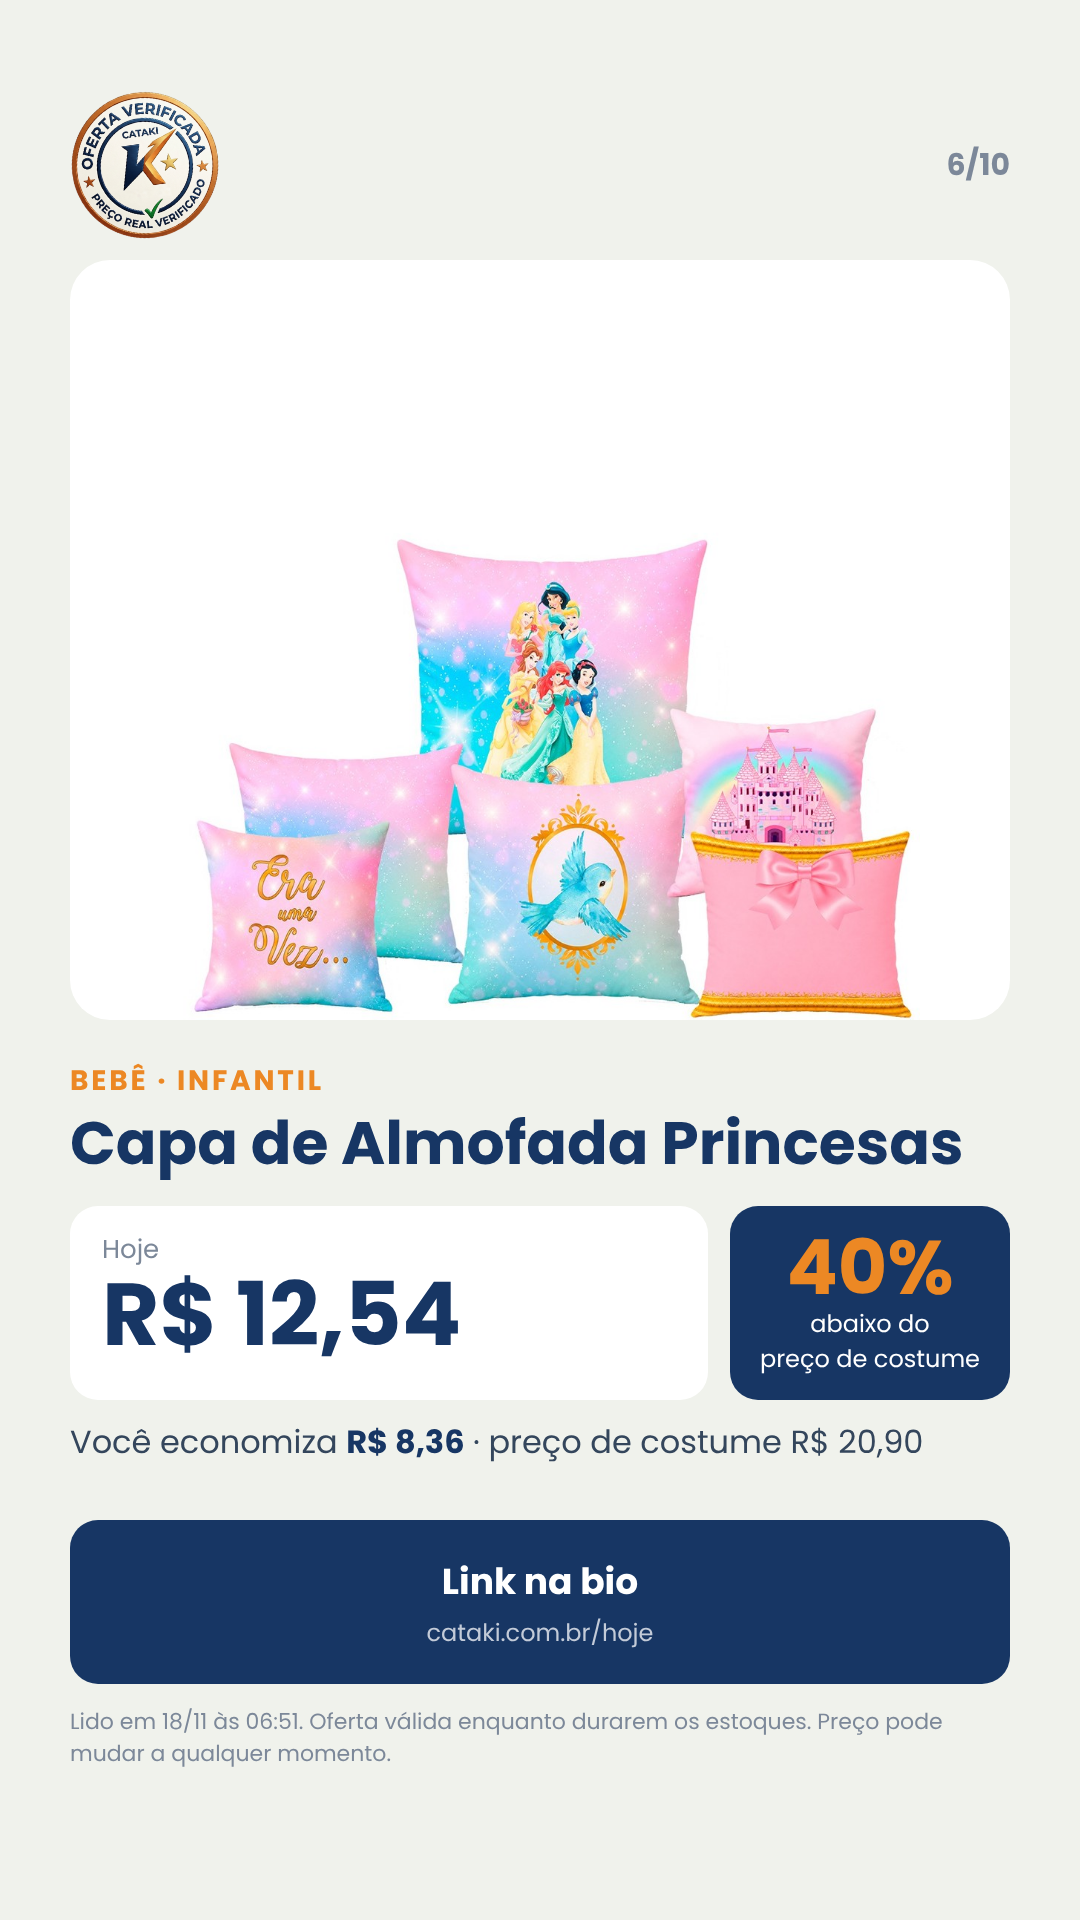 OFERTA VERIFICADA
CATAKI
PREÇO REAL VERIFICADO
6/10
Era
uma
Vez...
BEBÊ · INFANTIL
Capa de Almofada Princesas
Hoje
R$ 12,54
40%
abaixo do
preço de costume
Você economiza R$ 8,36 · preço de costume R$ 20,90
Link na bio
cataki.com.br/hoje
Lido em 18/11 às 06:51. Oferta válida enquanto durarem os estoques. Preço pode
mudar a qualquer momento.